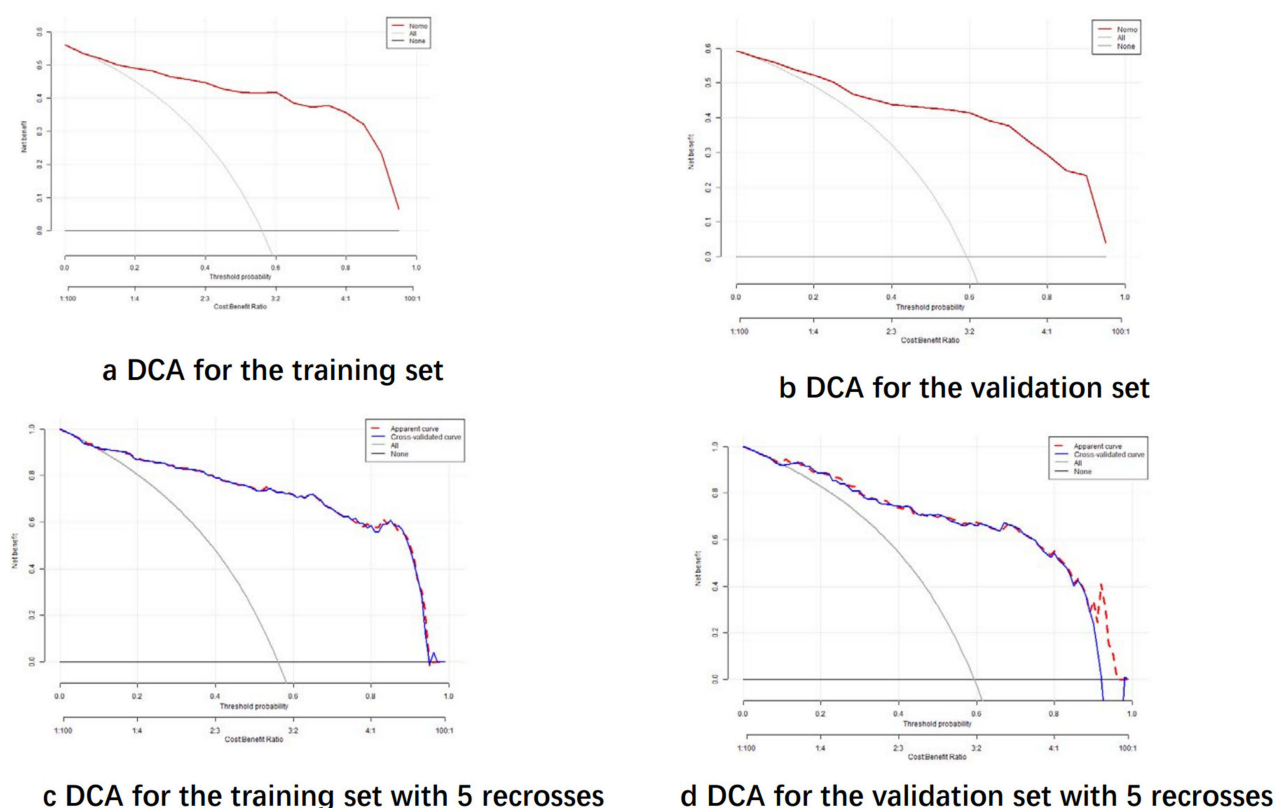 Nomo
All
None
0.6
0.5
0.4
0.3
0.2
0.1
0.0
Net benefit
0.0 0.2 0.4 0.6 0.8 1.0
Threshold probability
1:100 1:4 2:3 3:2 4:1 100:1
Cost:Benefit Ratio
a DCA for the training set
Nomo
All
None
0.6
0.5
0.4
0.3
0.2
0.1
0.0
Net benefit
0.0 0.2 0.4 0.6 0.8 1.0
Threshold probability
1:100 1:4 2:3 3:2 4:1 100:1
Cost:Benefit Ratio
b DCA for the validation set
Apparent curve
Cross-validated curve
All
None
1.0
0.8
0.6
0.4
0.2
0.0
Net benefit
0.0 0.2 0.4 0.6 0.8 1.0
Threshold probability
1:100 1:4 2:3 3:2 4:1 100:1
Cost:Benefit Ratio
c DCA for the training set with 5 recrosses
Apparent curve
Cross-validated curve
All
None
1.0
0.8
0.6
0.4
0.2
0.0
Net benefit
0.0 0.2 0.4 0.6 0.8 1.0
Threshold probability
1:100 1:4 2:3 3:2 4:1 100:1
Cost:Benefit Ratio
d DCA for the validation set with 5 recrosses